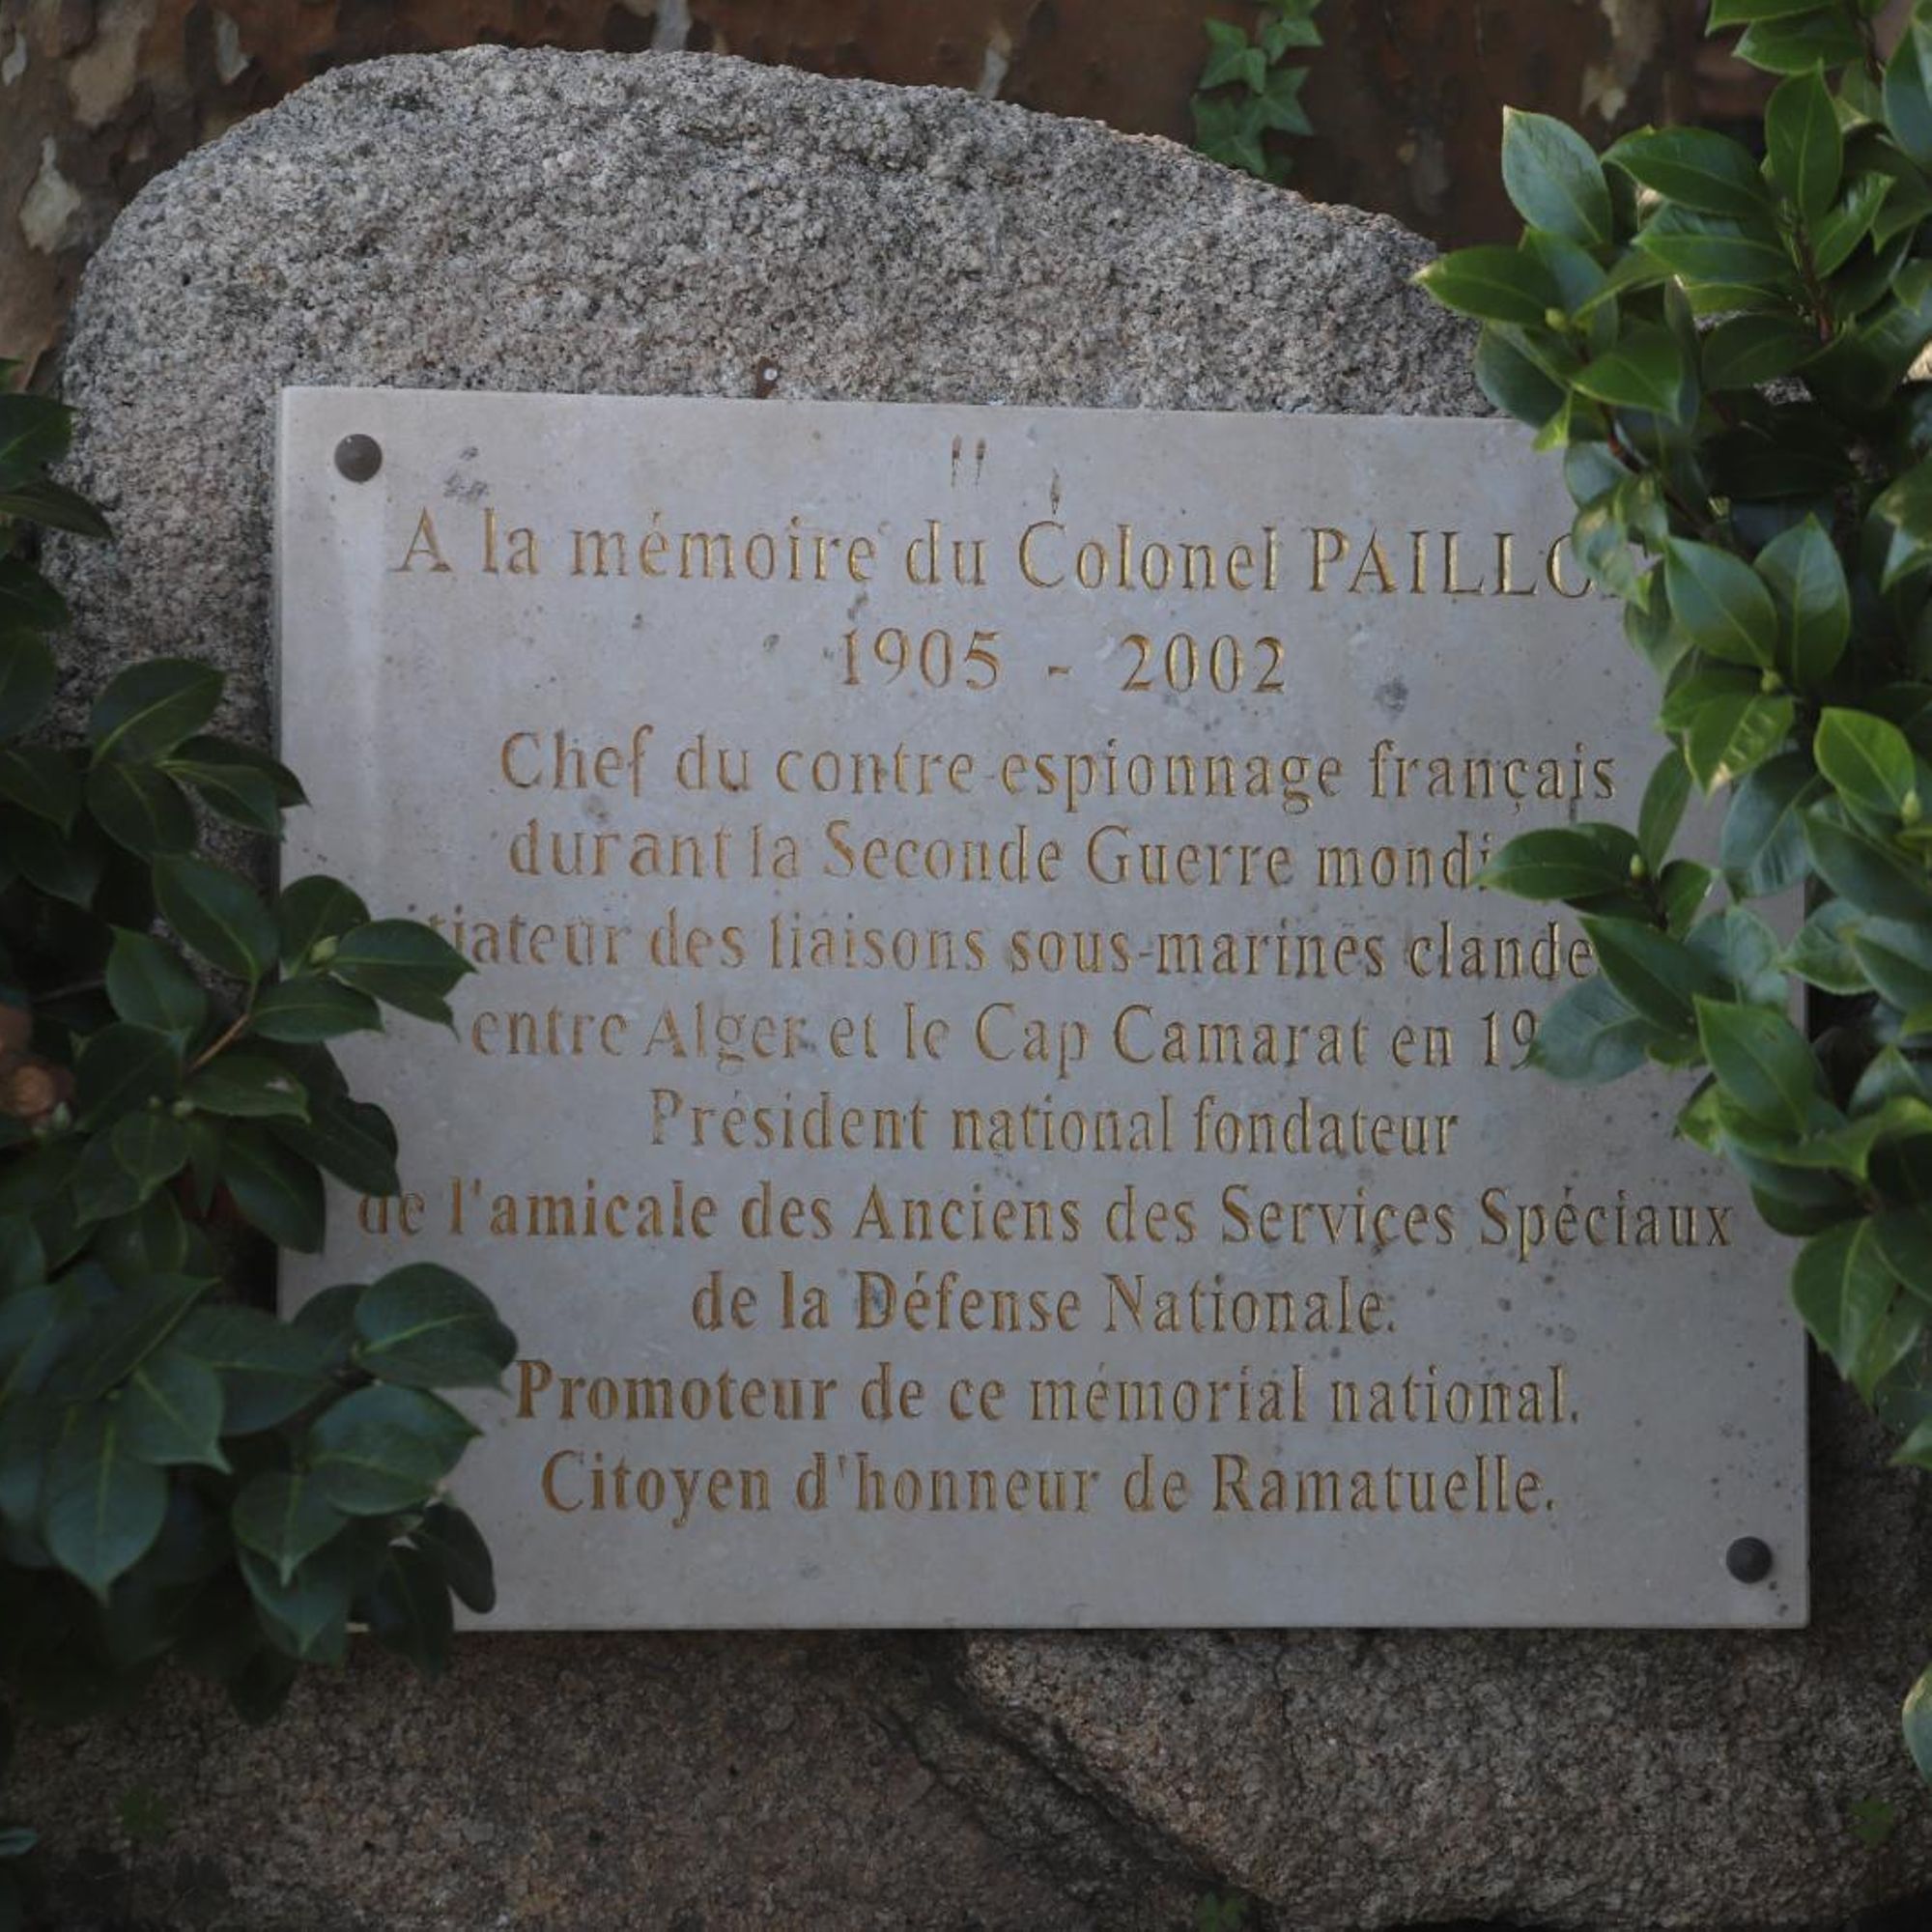 A la mémoire du Colonel
1905 - 2002
Chef du contre espionnage français
durant la Seconde Guerre
des liaisons sous-marines
entre Alger et le Cap Camarat en
Président national fondateur
de l'amicale des Anciens des Services Spéciaux
de la Défense Nationale.
Promoteur de ce mémorial national.
Citoyen d'honneur de Ramatuelle.